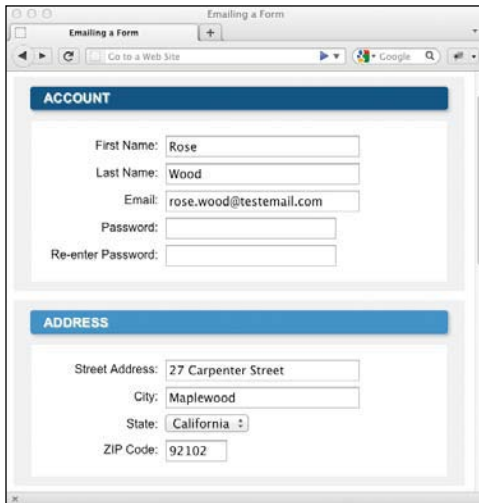 Emailing a Form
Emailing a Form
Go to a Web Site
Google
ACCOUNT
First Name: Rose
Last Name: Wood
Email: rose.wood@testemail.com
Password:
Re-enter Password:
ADDRESS
Street Address: 27 Carpenter Street
City: Maplewood
State: California
ZIP Code: 92102